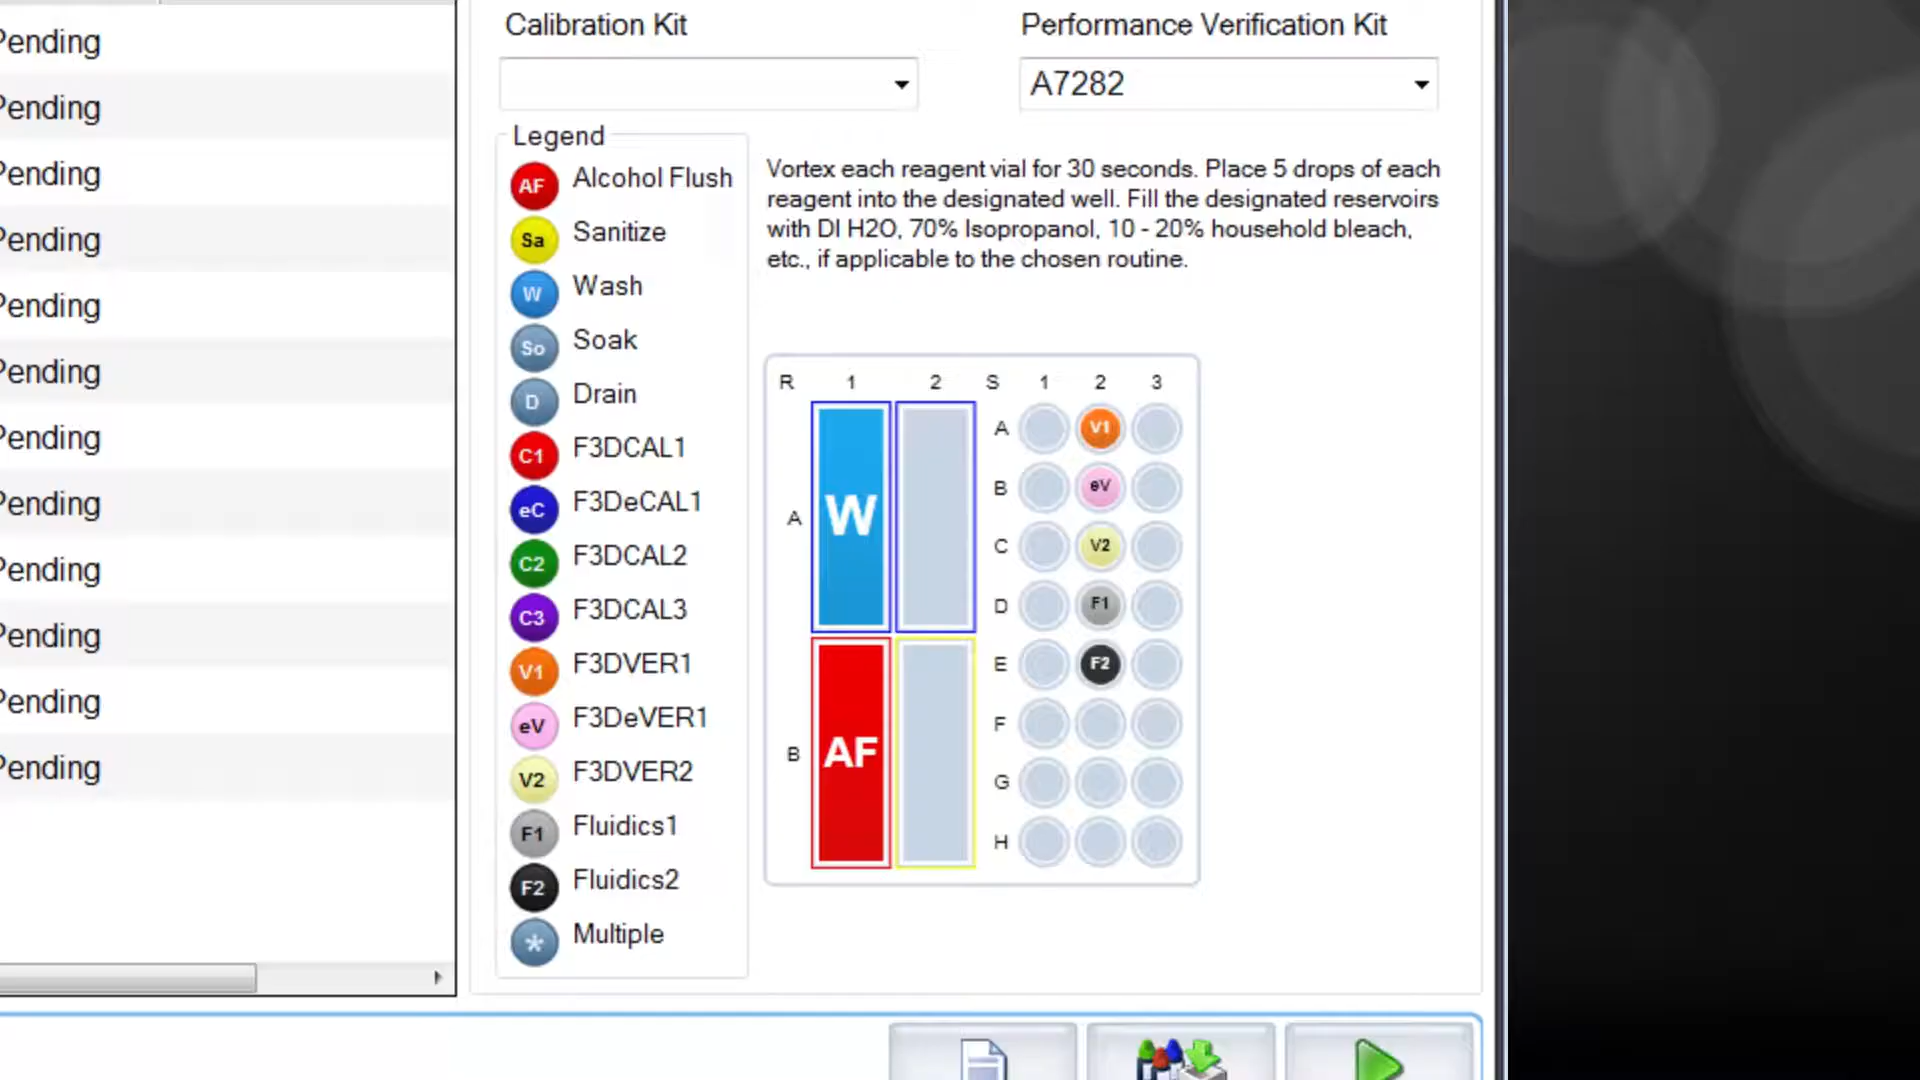 Pending
Pending
Pending
Pending
Pending
Pending
Pending
Pending
Pending
Pending
Pending
Pending
Calibration Kit
Performance Verification Kit
A7282
Legend
AF Alcohol Flush
Sa Sanitize
W Wash
So Soak
D Drain
C1 F3DCAL1
eC F3DeCAL1
C2 F3DCAL2
C3 F3DCAL3
V1 F3DVER1
eV F3DeVER1
V2 F3DVER2
F1 Fluidics1
F2 Fluidics2
* Multiple
Vortex each reagent vial for 30 seconds. Place 5 drops of each
reagent into the designated well. Fill the designated reservoirs
with DI H2O, 70% Isopropanol, 10 - 20% household bleach,
etc., if applicable to the chosen routine.
R 1 2 S 1 2 3
A W
B AF
A V1
B eV
C V2
D F1
E F2
F
G
H